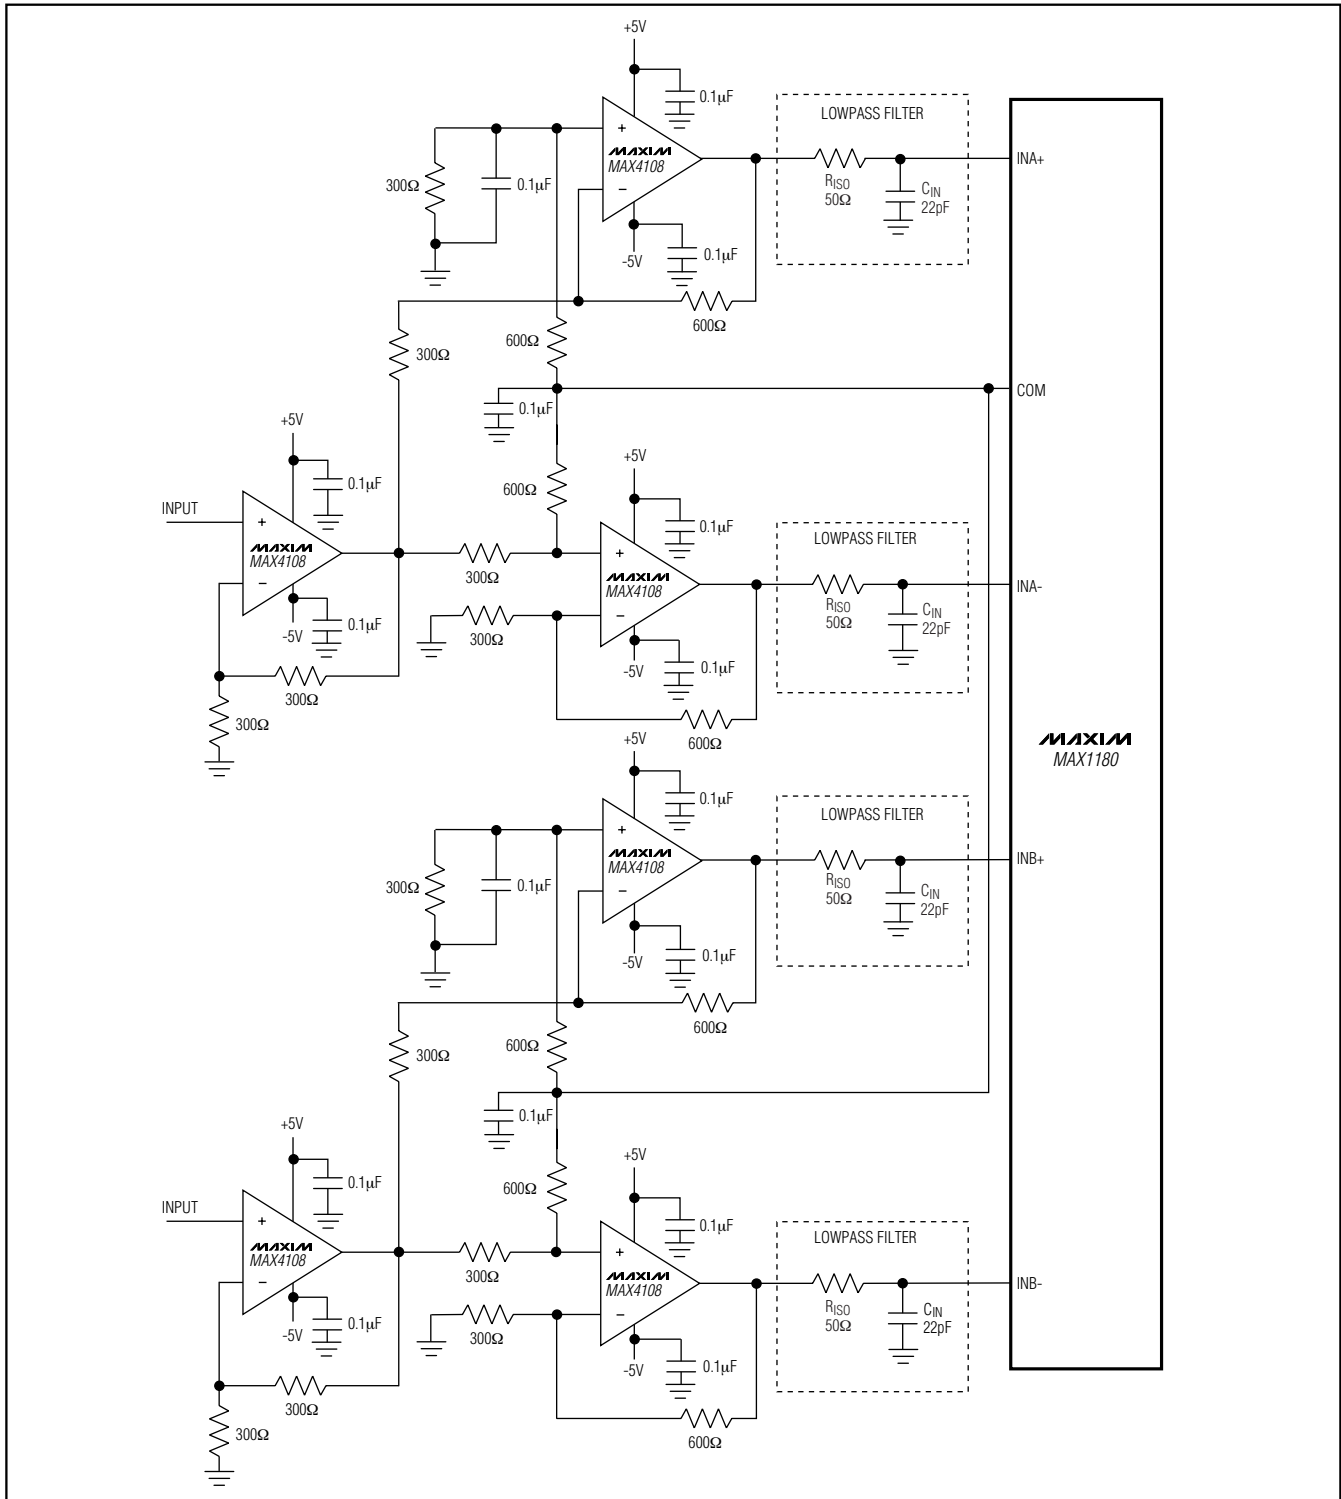 +5V
0.1µF
LOWPASS FILTER
+
MAXIM
MAX4108
INA+
300Ω
0.1µF
−
RISO
50Ω
CIN
22pF
-5V
0.1µF
600Ω
300Ω
600Ω
0.1µF
COM
+5V
0.1µF
+5V
600Ω
0.1µF
INPUT
+
MAXIM
MAX4108
−
LOWPASS FILTER
+
MAXIM
MAX4108
300Ω
INA-
−
RISO
50Ω
CIN
22pF
0.1µF
-5V
300Ω
0.1µF
-5V
300Ω
300Ω
600Ω
MAXIM
MAX1180
+5V
0.1µF
LOWPASS FILTER
+
MAXIM
MAX4108
INB+
300Ω
0.1µF
−
RISO
50Ω
CIN
22pF
-5V
0.1µF
600Ω
300Ω
600Ω
0.1µF
+5V
0.1µF
+5V
600Ω
0.1µF
INPUT
+
MAXIM
MAX4108
−
LOWPASS FILTER
+
MAXIM
MAX4108
300Ω
INB-
−
RISO
50Ω
CIN
22pF
0.1µF
-5V
300Ω
0.1µF
-5V
300Ω
300Ω
600Ω